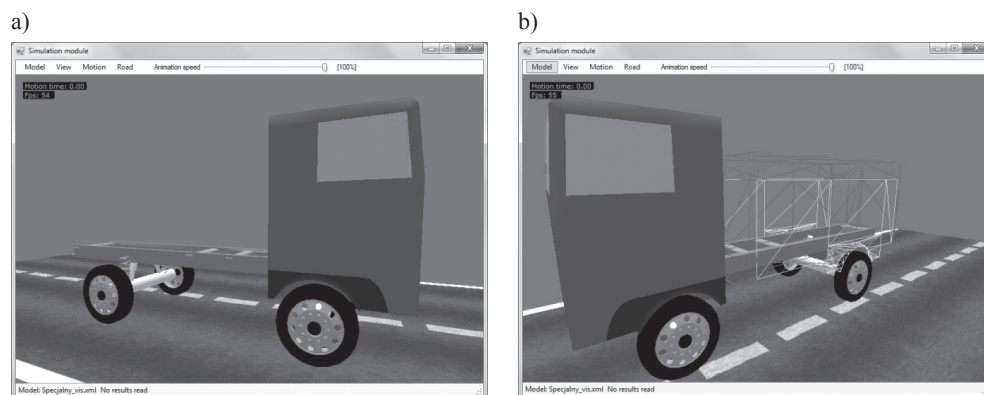 a)
Simulation module
Model View Motion Road Animation speed [100%]
Motion time: 0.00
Fps: 54
Model: Specjalny_vis.xml No results read
b)
Simulation module
Model View Motion Road Animation speed [100%]
Motion time: 0.00
Fps: 55
Model: Specjalny_vis.xml No results read